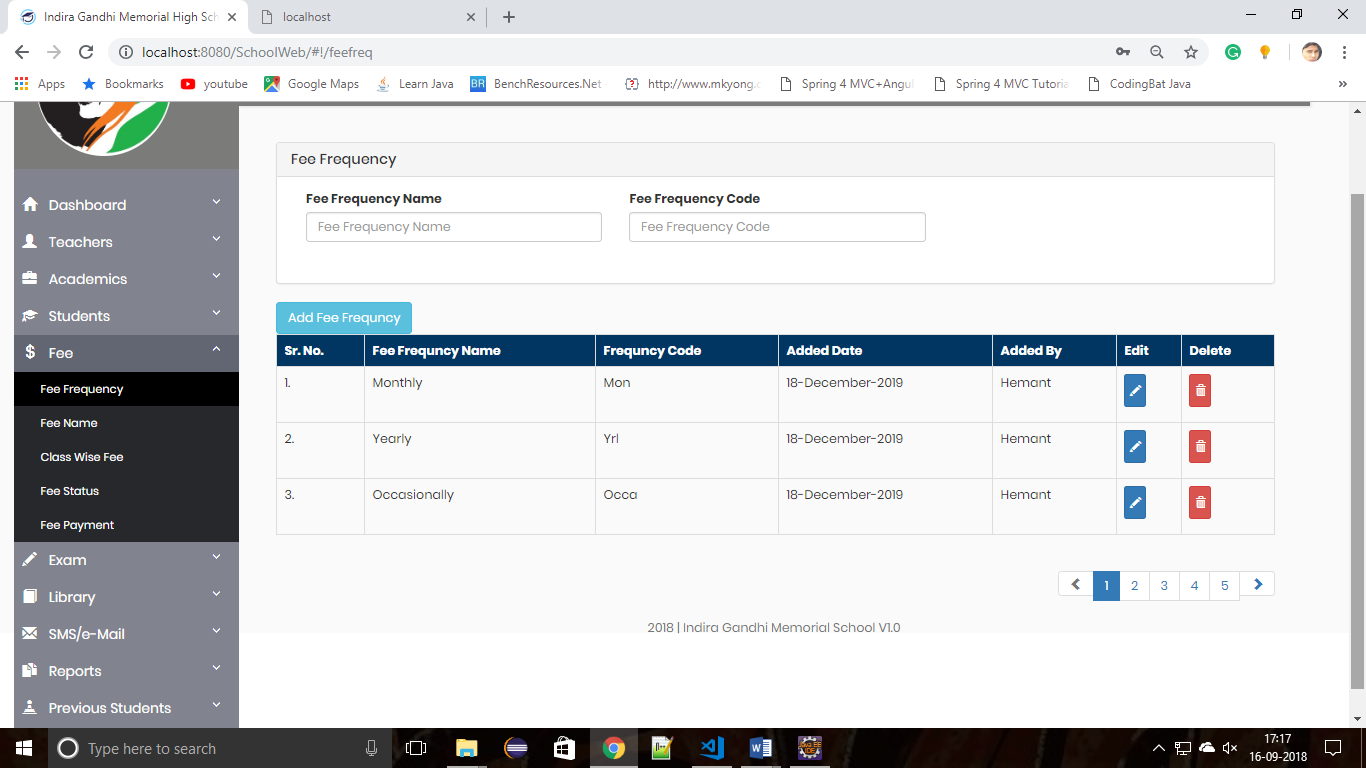 Indira Gandhi Memorial High Sch
localhost
localhost:8080/SchoolWeb/#!/feefreq
Apps
Bookmarks
youtube
Google Maps
Learn Java
BR
BenchResources.Net
http://www.mkyong.c
Spring 4 MVC+Angul
Spring 4 MVC Tutoria
CodingBat Java
»
Dashboard
Teachers
Academics
Students
$ Fee
Fee Frequency
Fee Name
Class Wise Fee
Fee Status
Fee Payment
Exam
Library
SMS/e-Mail
Reports
Previous Students
Fee Frequency
Fee Frequency Name Fee Frequency Code
Fee Frequency Name Fee Frequency Code
Add Fee Frequncy
Sr. No. Fee Frequncy Name Frequncy Code Added Date Added By Edit Delete
1. Monthly Mon 18-December-2019 Hemant
2. Yearly Yrl 18-December-2019 Hemant
3. Occasionally Occa 18-December-2019 Hemant
1 2 3 4 5
2018 | Indira Gandhi Memorial School V1.0
Type here to search
17:17
16-09-2018